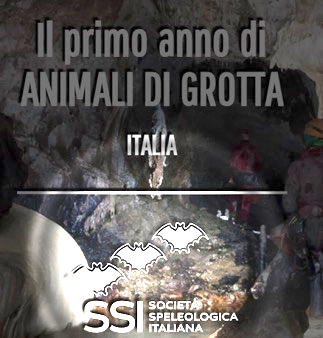 Il primo anno di
ANIMALI DI GROTTA
ITALIA
SSI SOCIETÀ
SPELEOLOGICA
ITALIANA